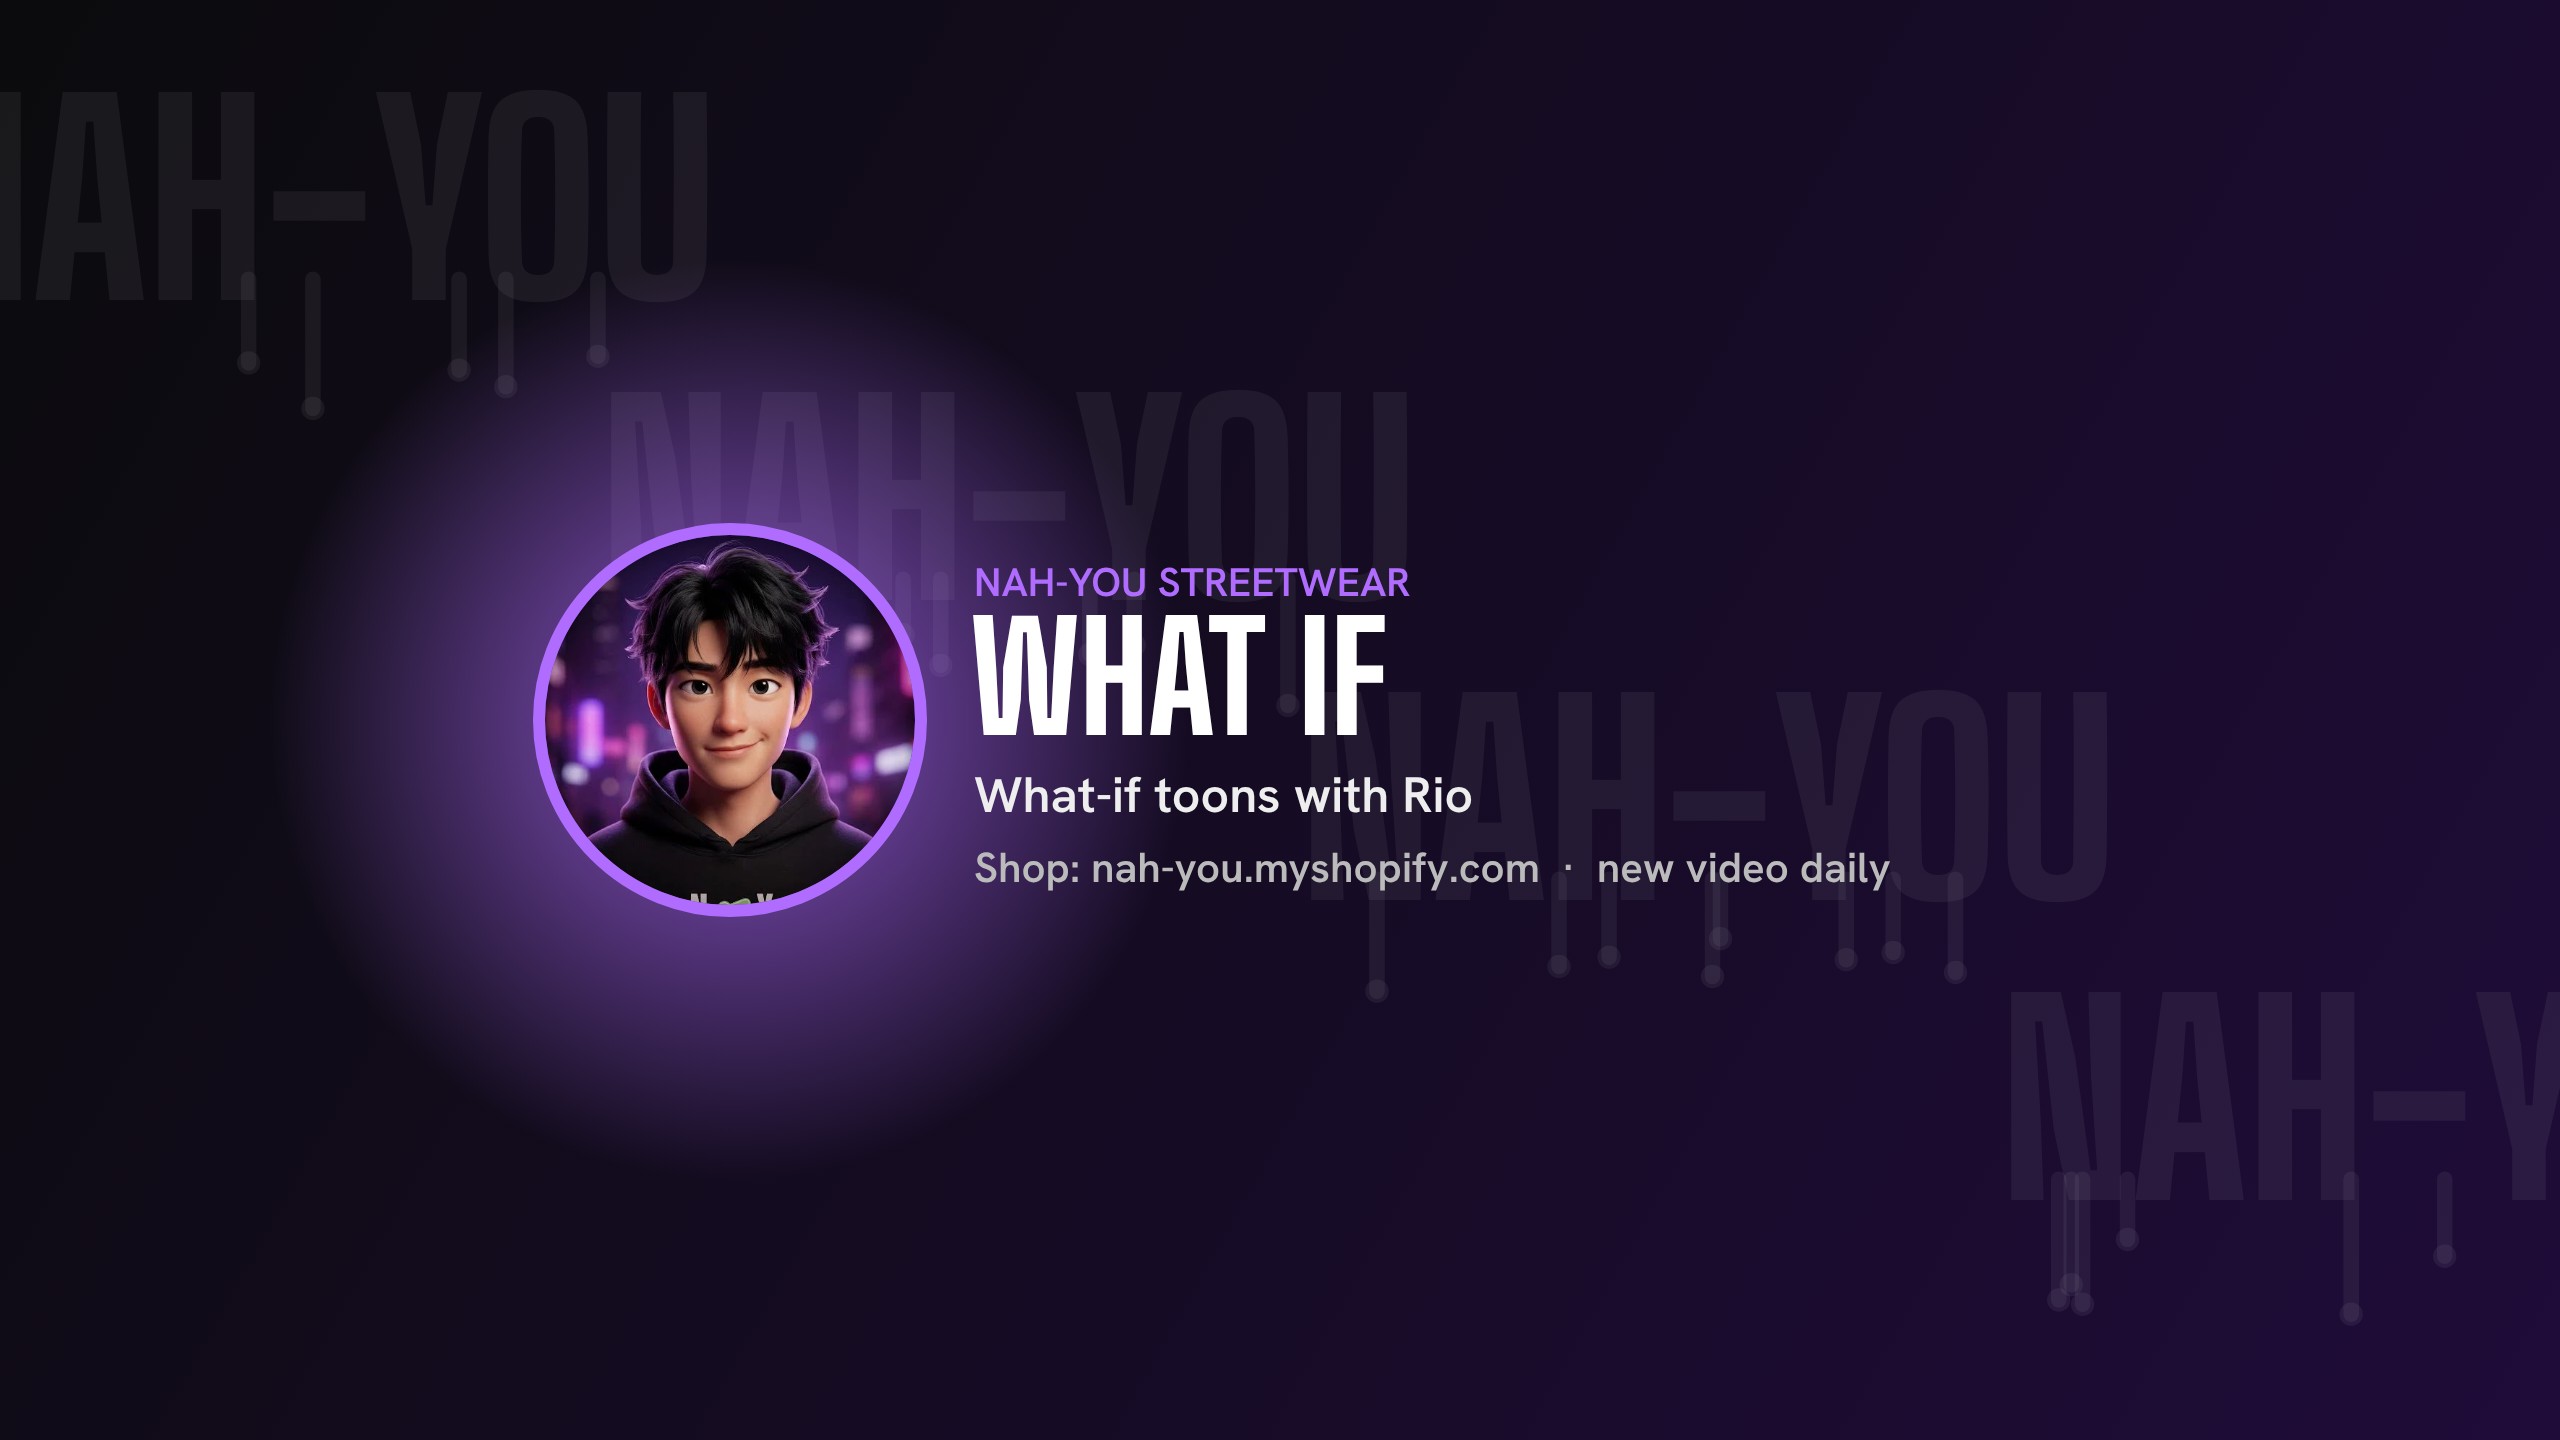 NAH-YOU
NAH-YOU
NAH-YOU STREETWEAR
WHAT IF
What-if toons with Rio
Shop: nah-you.myshopify.com · new video daily
NAH-YOU
NAH-Y